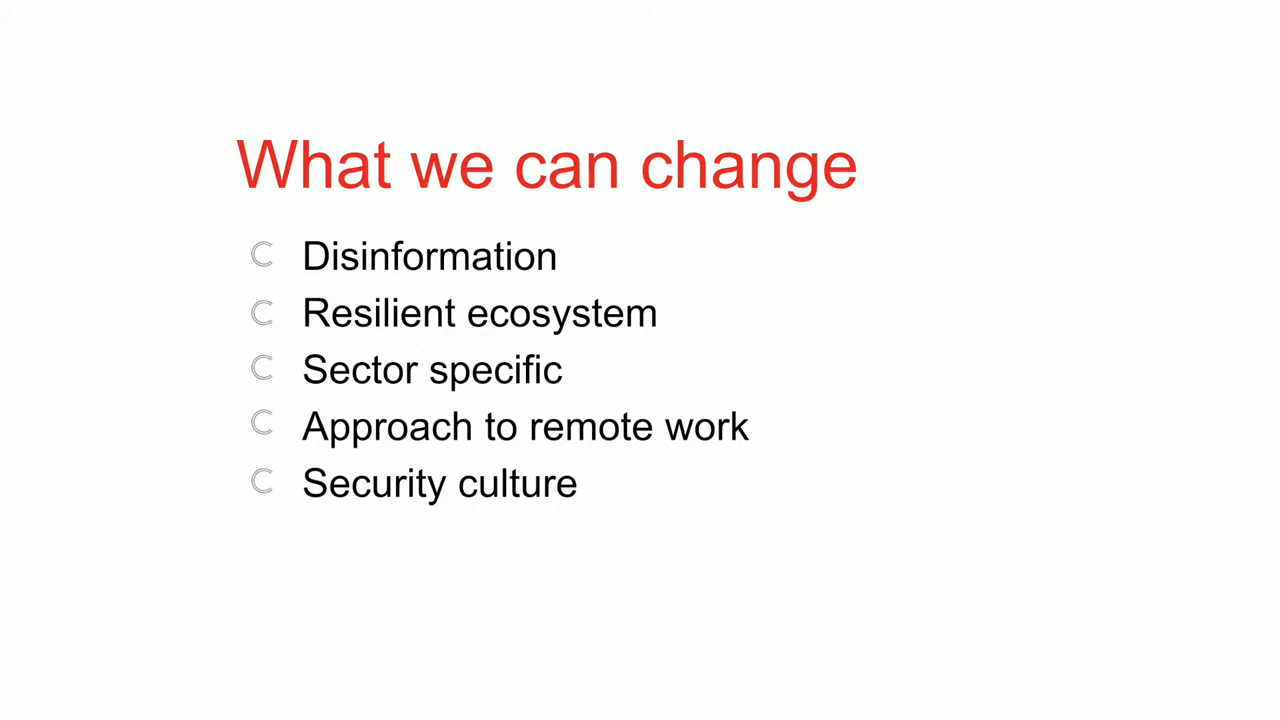 What we can change
Disinformation
Resilient ecosystem
Sector specific
Approach to remote work
Security culture